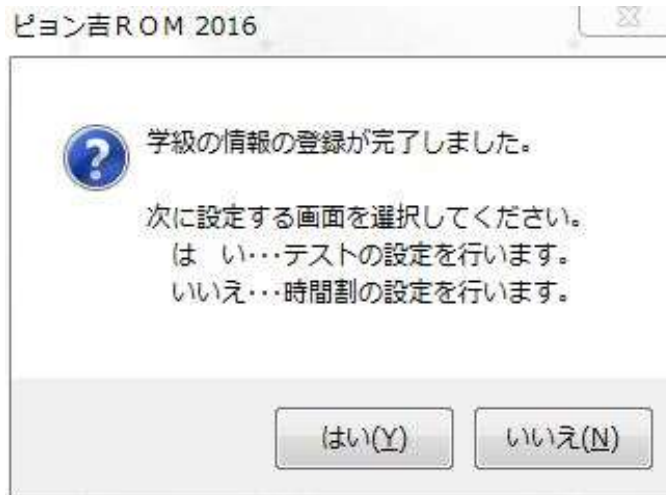 ピヨン吉ＲＯＭ 2016
学級の情報の登録が完了しました。
次に設定する画面を選択してください。
は　い・・・テストの設定を行います。
いいえ・・・時間割の設定を行います。
はい(Y)
いいえ(N)